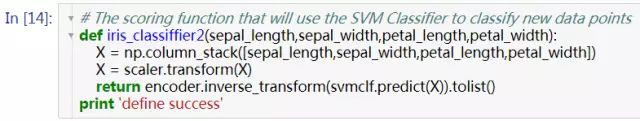 In [14]:
# The scoring function that will use the SVM Classifier to classify new data points
def iris_classiffier2(sepal_length,sepal_width,petal_length,petal_width):
X = np.column_stack([sepal_length,sepal_width,petal_length,petal_width])
X = scaler.transform(X)
return encoder.inverse_transform(svmclf.predict(X)).tolist()
print 'define success'